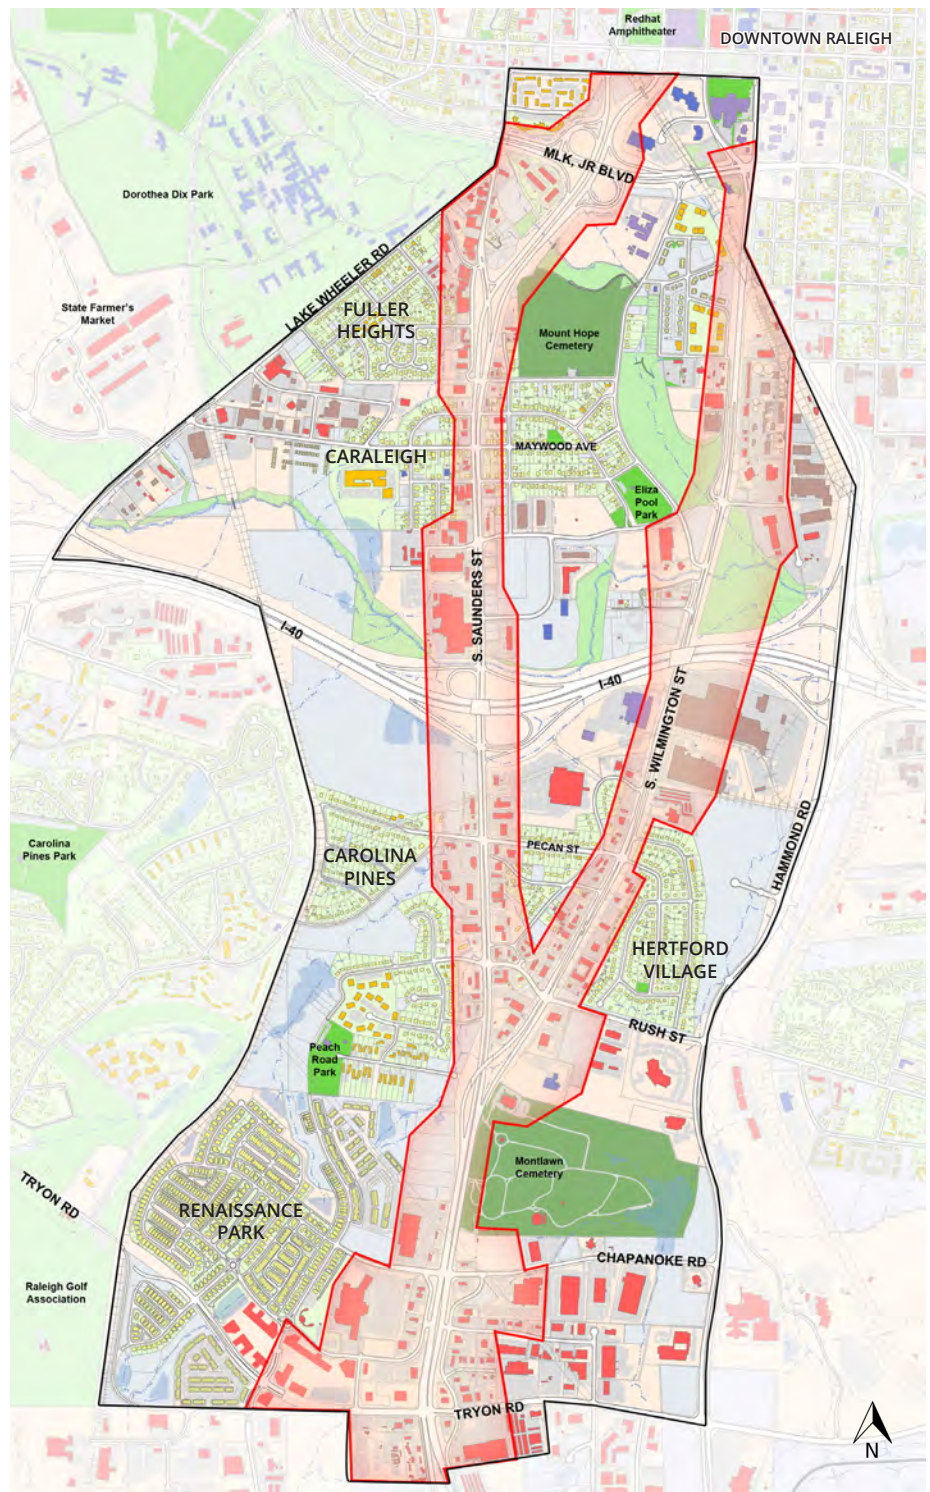 Redhat
Amphitheater
DOWNTOWN RALEIGH
MLK, JR BLVD
Dorothea Dix Park
LAKE WHEELER RD
State Farmer's
Market
FULLER
HEIGHTS
Mount Hope
Cemetery
MAYWOOD AVE
CARALEIGH
Eliza
Pool
Park
S. SAUNDERS ST
I-40
I-40
S. WILMINGTON ST
HAMMOND RD
Carolina
Pines Park
CAROLINA
PINES
PECAN ST
HERTFORD
VILLAGE
RUSH ST
Peach
Road
Park
Montlawn
Cemetery
TRYON RD
RENAISSANCE
PARK
CHAPANOKE RD
Raleigh Golf
Association
TRYON RD
N